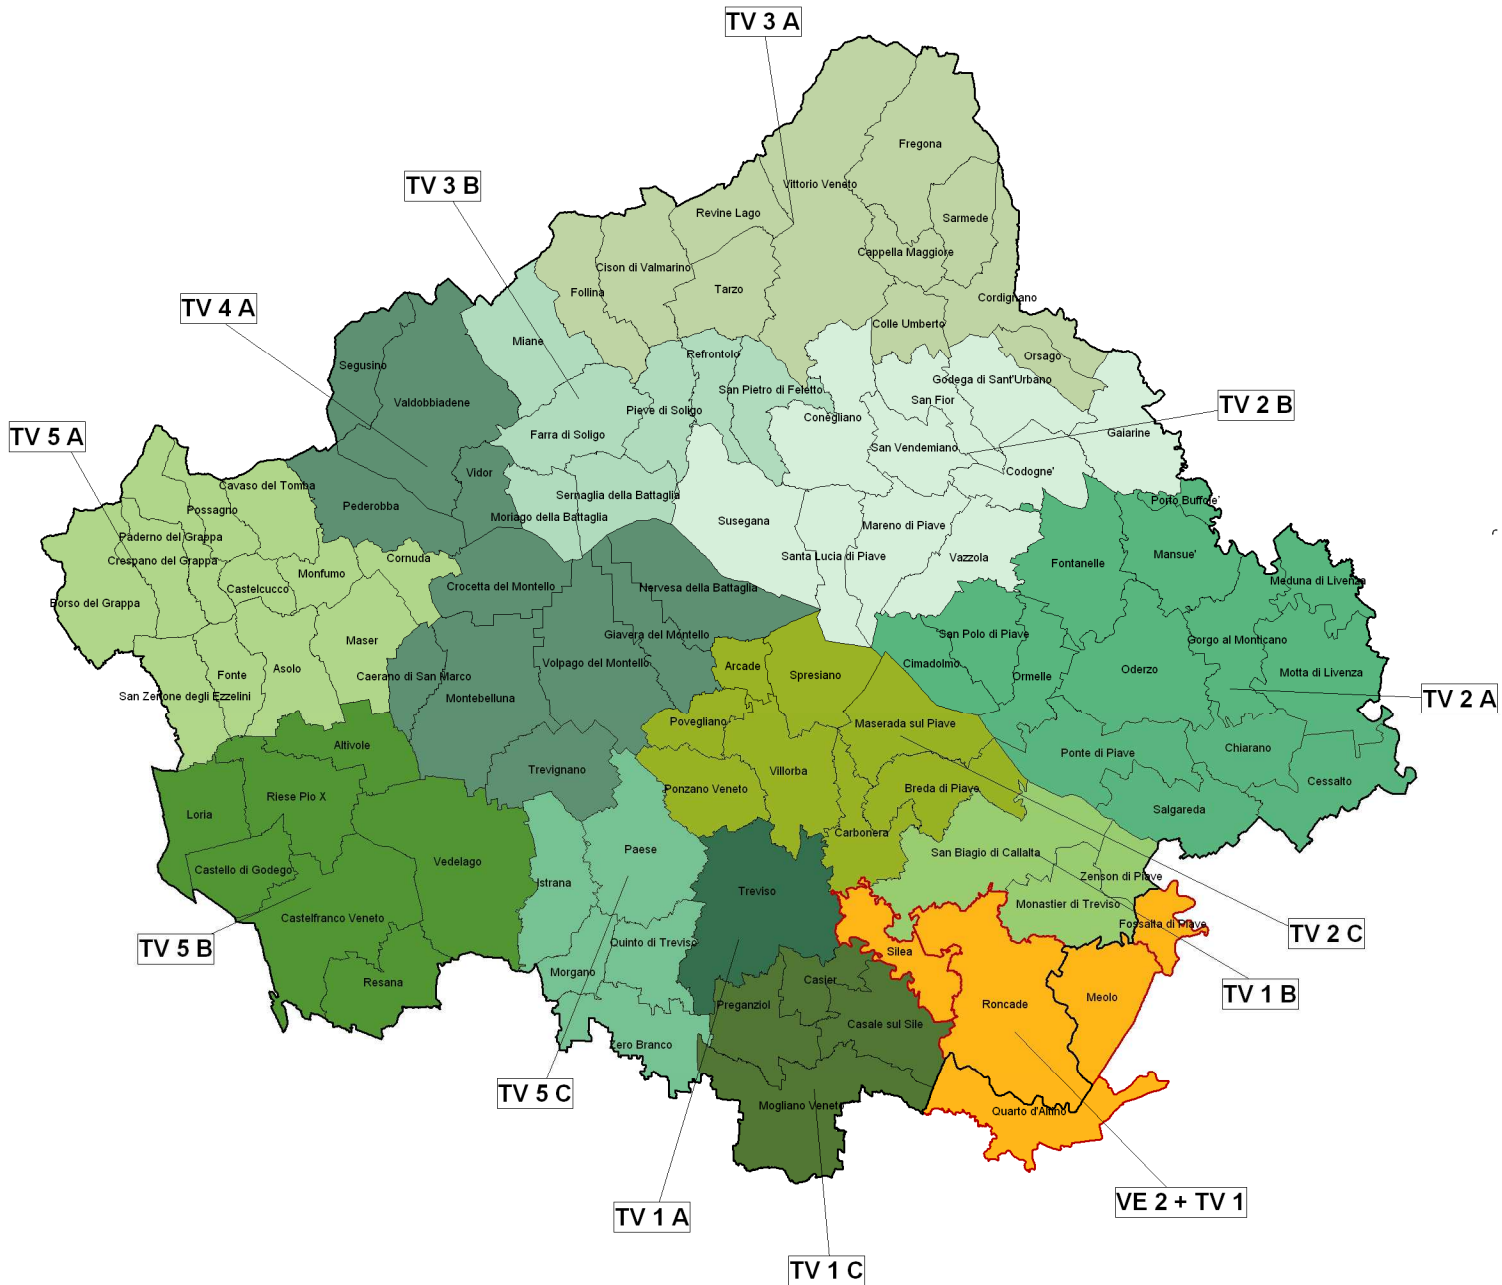 TV 3 A
Fregona
TV 3 B
Vittorio Veneto
Revine Lago
Sarmede
Cappella Maggiore
Cison di Valmarino
Follina
Tarzo
Cordignano
TV 4 A
Colle Umberto
Miane
Refrontolo
Orsago
Segusino
Godega di Sant'Urbano
San Pietro di Feletto
Valdobbiadene
San Fior
TV 2 B
Pieve di Soligo
Conegliano
TV 5 A
Farra di Soligo
Gaiarine
San Vendemiano
Vidor
Codogne'
Cavaso del Tomba
Sernaglia della Battaglia
Porto Buffole'
Pederobba
Possagno
Moriago della Battaglia
Susegana
Mareno di Piave
Paderno del Grappa
Santa Lucia di Piave
Vazzola
Mansue'
Crespano del Grappa
Cornuda
Fontanelle
Monfumo
Meduna di Livenza
Castelcucco
Crocetta del Montello
Nervesa della Battaglia
Borso del Grappa
Giavera del Montello
San Polo di Piave
Gorgo al Monticano
Maser
Volpago del Montello
Cimadolmo
Asolo
Arcade
Oderzo
Fonte
Caerano di San Marco
Spresiano
Ormelle
Motta di Livenza
San Zenone degli Ezzelini
Montebelluna
TV 2 A
Povegliano
Maserada sul Piave
Altivole
Ponte di Piave
Chiarano
Trevignano
Villorba
Cessalto
Riese Pio X
Ponzano Veneto
Breda di Piave
Loria
Salgareda
Carbonera
Paese
San Biagio di Callalta
Vedelago
Castello di Godego
Zenson di Piave
Istrana
Treviso
Monastier di Treviso
Castelfranco Veneto
Fossalta di Piave
TV 2 C
TV 5 B
Quinto di Treviso
Silea
Morgano
Resana
Casier
TV 1 B
Meolo
Preganziol
Roncade
Casale sul Sile
Zero Branco
TV 5 C
Mogliano Veneto
Quarto d'Altino
VE 2 + TV 1
TV 1 A
TV 1 C